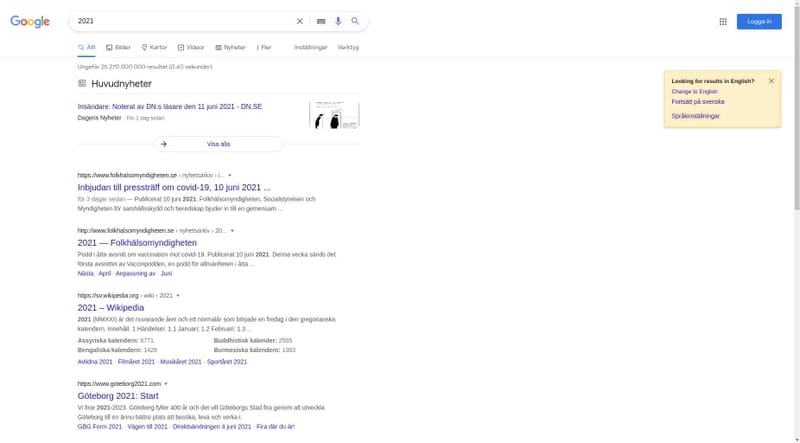 Google
2021
Logga in
Allt Bilder Kartor Videor Nyheter Fler Inställningar Verktyg
Ungefär 25 270 000 000 resultat (0,40 sekunder)
Looking for results in English?
Change to English
Fortsätt på svenska
Språkinställningar
Huvudnyheter
Insändare: Noterat av DN:s läsare den 11 juni 2021 - DN.SE
Dagens Nyheter · För 1 dag sedan
Visa alla
https://www.folkhalsomyndigheten.se › nyhetsarkiv › i...
Inbjudan till pressträff om covid-19, 10 juni 2021 ...
för 3 dagar sedan — Publicerat 10 juni 2021. Folkhälsomyndigheten, Socialstyrelsen och
Myndigheten för samhällsskydd och beredskap bjuder in till en gemensam ...
http://www.folkhalsomyndigheten.se › nyhetsarkiv › 20...
2021 — Folkhälsomyndigheten
Podd i åtta avsnitt om vaccination mot covid-19. Publicerat 10 juni 2021. Denna vecka sänds det
första avsnittet av Vaccinpodden, en podd för allmänheten i åtta ...
Nästa · April · Anpassning av · Juni
https://sv.wikipedia.org › wiki › 2021
2021 – Wikipedia
2021 (MMXXI) är det nuvarande året och ett normalår som började en fredag i den gregorianska
kalendern. Innehåll. 1 Händelser. 1.1 Januari; 1.2 Februari; 1.3 ...
Assyriska kalendern: 6771 Buddhistisk kalender: 2565
Bengaliska kalendern: 1428 Burmesiska kalendern: 1383
Avlidna 2021 · Filmåret 2021 · Musikåret 2021 · Sportåret 2021
https://www.goteborg2021.com
Göteborg 2021: Start
Vi firar 2021-2023. Göteberg fyller 400 år och det vill Göteborgs Stad fira genom att utveckla
Göteborg till en ännu bättre plats att besöka, leva och verka i.
GBG Form 2021 · Vägen till 2021 · Direktsändningen 4 juni 2021 · Fira där du är!